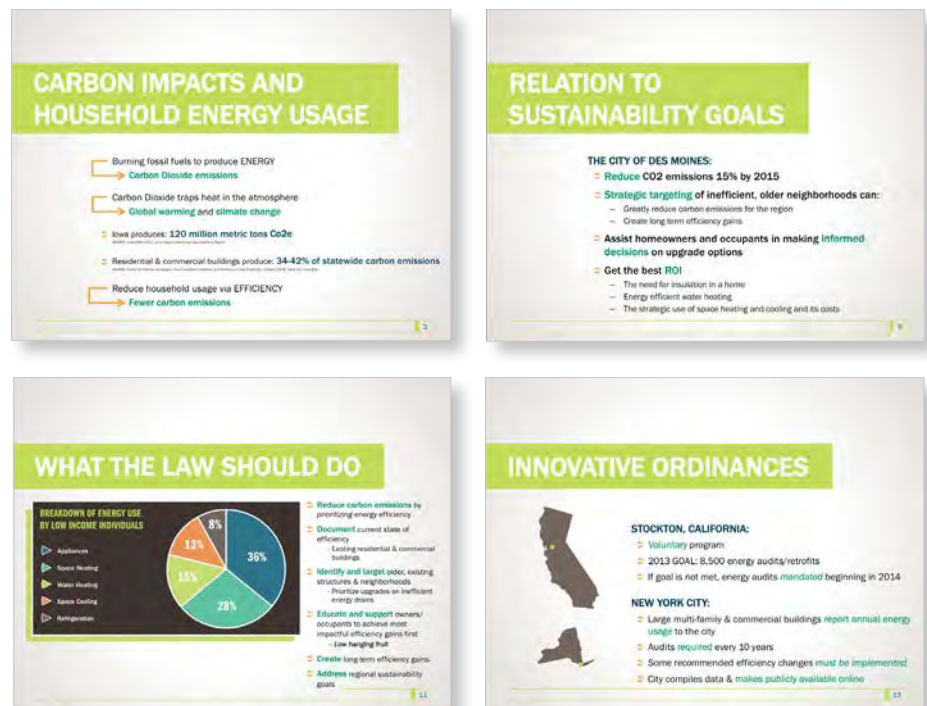 CARBON IMPACTS AND
HOUSEHOLD ENERGY USAGE
Burning fossil fuels to produce ENERGY
Carbon Dioxide emissions
Carbon Dioxide traps heat in the atmosphere
Global warming and climate change
Iowa produces: 120 million metric tons Co2e
Residential & commercial buildings produce: 34-42% of statewide carbon emissions
Reduce household usage via EFFICIENCY
Fewer carbon emissions
RELATION TO
SUSTAINABILITY GOALS
THE CITY OF DES MOINES:
Reduce CO2 emissions 15% by 2015
Strategic targeting of inefficient, older neighborhoods can:
– Greatly reduce carbon emissions for the region
– Create long term efficiency gains
Assist homeowners and occupants in making informed
decisions on upgrade options
Get the best ROI
– The need for insulation in a home
– Energy efficient water heating
– The strategic use of space heating and cooling and its costs
WHAT THE LAW SHOULD DO
BREAKDOWN OF ENERGY USE
BY LOW INCOME INDIVIDUALS
Appliances
Space Heating
Water Heating
Space Cooling
Refrigeration
8%
13%
36%
15%
28%
Reduce carbon emissions by
prioritizing energy efficiency
Document current state of
efficiency
- Existing residential & commercial
buildings
Identify and target older, existing
structures & neighborhoods
- Prioritize upgrades on inefficient
energy drains
Educate and support owners/
occupants to achieve most
impactful efficiency gains first
- Low hanging fruit
Create long-term efficiency gains
Address regional sustainability
goals
11
INNOVATIVE ORDINANCES
STOCKTON, CALIFORNIA:
Voluntary program
2013 GOAL: 8,500 energy audits/retrofits
If goal is not met, energy audits mandated beginning in 2014
NEW YORK CITY:
Large multi-family & commercial buildings report annual energy
usage to the city
Audits required every 10 years
Some recommended efficiency changes must be implemented
City compiles data & makes publicly available online